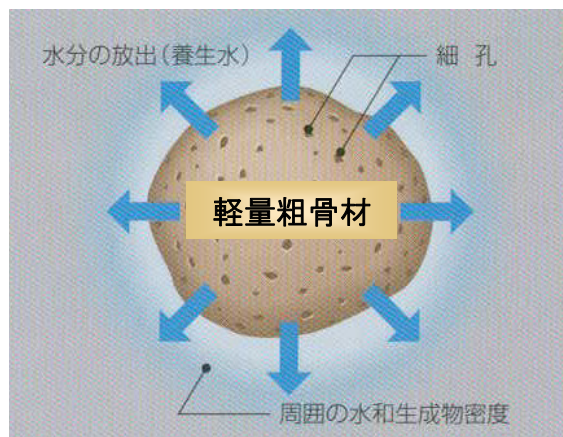 水分の放出(養生水)
細 孔
軽量粗骨材
周囲の水和生成物密度